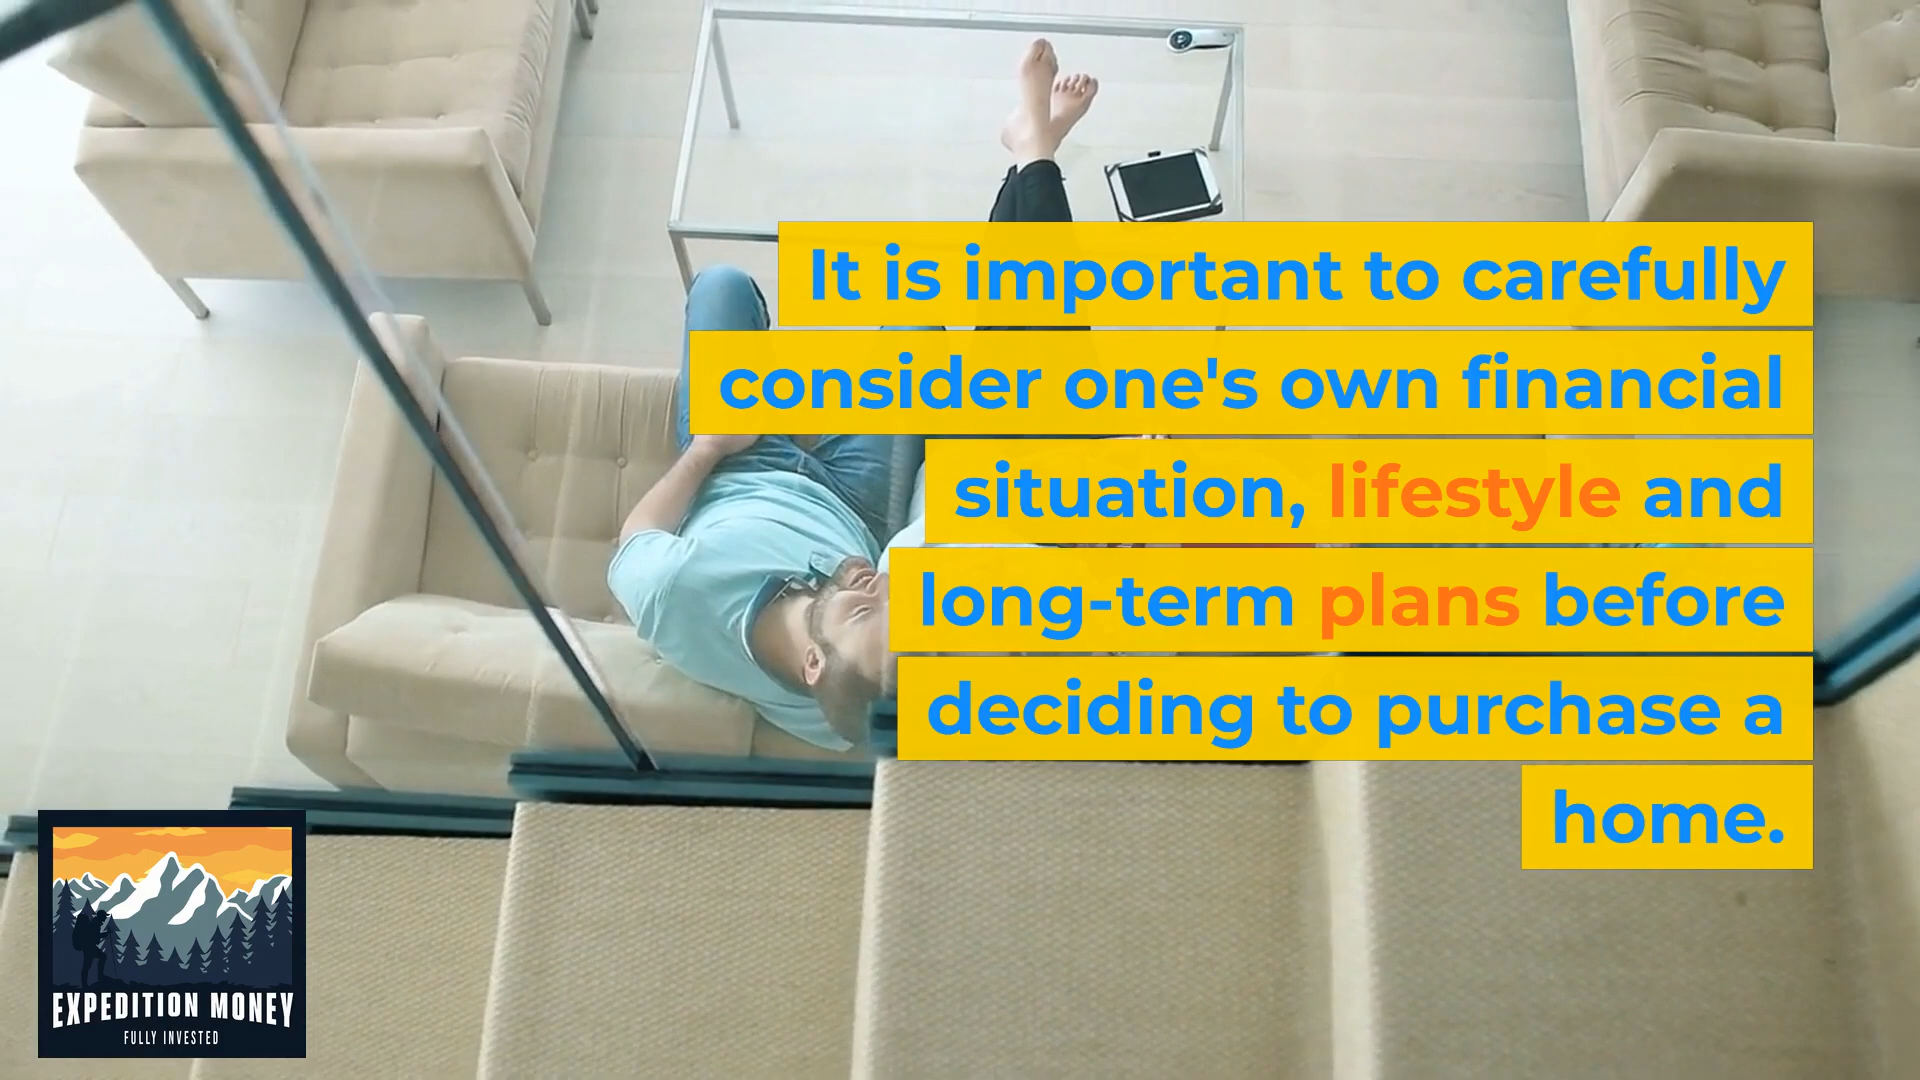 It is important to carefully
consider one's own financial
situation, lifestyle and
long-term plans before
deciding to purchase a
home.
EXPEDITION MONEY
FULLY INVESTED